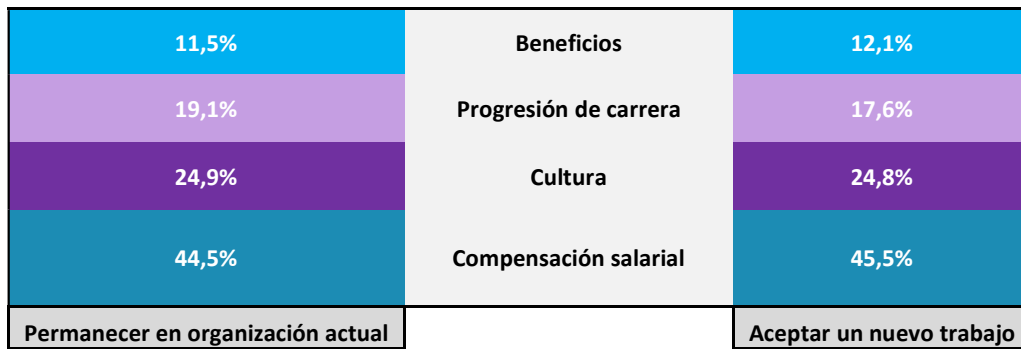 11,5% Beneficios 12,1%
19,1% Progresión de carrera 17,6%
24,9% Cultura 24,8%
44,5% Compensación salarial 45,5%
Permanecer en organización actual Aceptar un nuevo trabajo